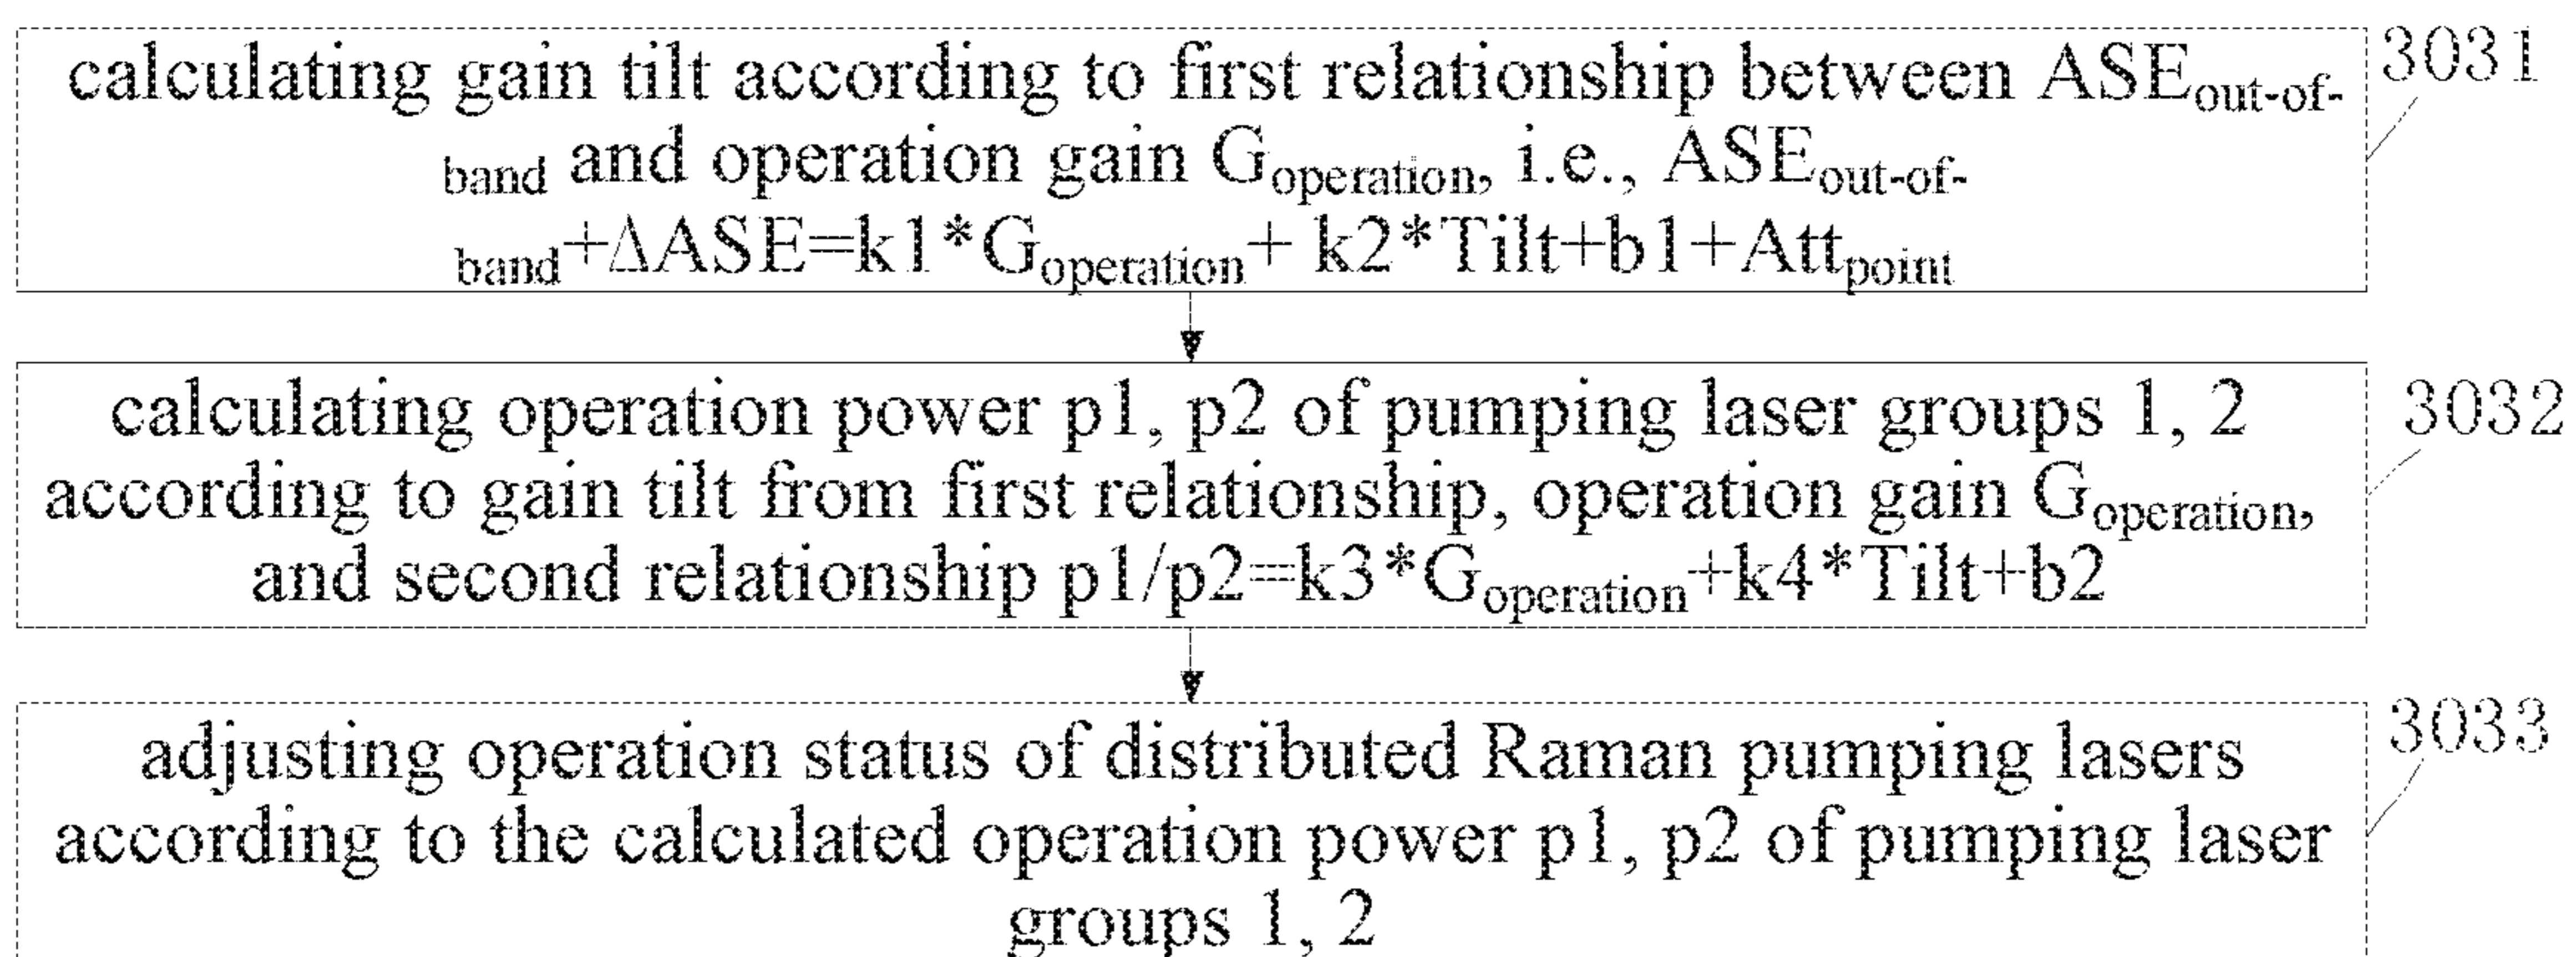 calculating gain tilt according to first relationship between ASEout-of-
band and operation gain Goperation, i.e., ASEout-of-
band+ΔASE=k1*Goperation+ k2*Tilt+b1+Attpoint
3031
calculating operation power p1, p2 of pumping laser groups 1, 2
according to gain tilt from first relationship, operation gain Goperation,
and second relationship p1/p2=k3*Goperation+k4*Tilt+b2
3032
adjusting operation status of distributed Raman pumping lasers
according to the calculated operation power p1, p2 of pumping laser
groups 1, 2
3033